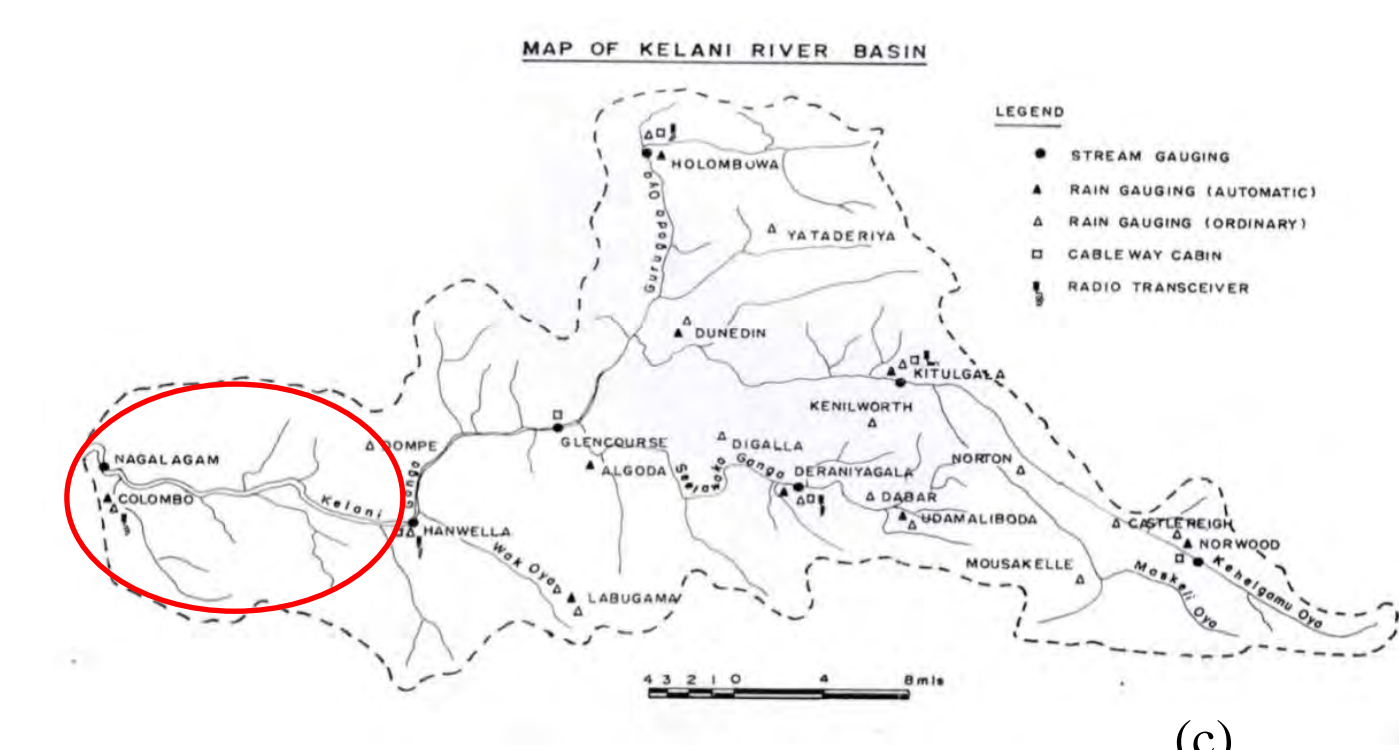 MAP OF KELANI RIVER BASIN
LEGEND
STREAM GAUGING
RAIN GAUGING (AUTOMATIC)
RAIN GAUGING (ORDINARY)
CABLE WAY CABIN
RADIO TRANSCEIVER
HOLOMBUWA
Gurugoda Oya
YATADERIYA
DUNEDIN
KITULGALA
KENILWORTH
DOMPE
GLENCOURSE
DIGALLA
NAGALAGAM
ALGODA
Ganga
DERANIYAGALA
NORTON
COLOMBO
Kelani
Ganga
DABAR
HANWELLA
UDAMALIBODA
CASTLEREIGH
NORWOOD
Wak Oya
MOUSAKELLE
Maskeli Oya
Kehelgamu Oya
LABUGAMA
4 3 2 1 0 4 8 mls
(c)